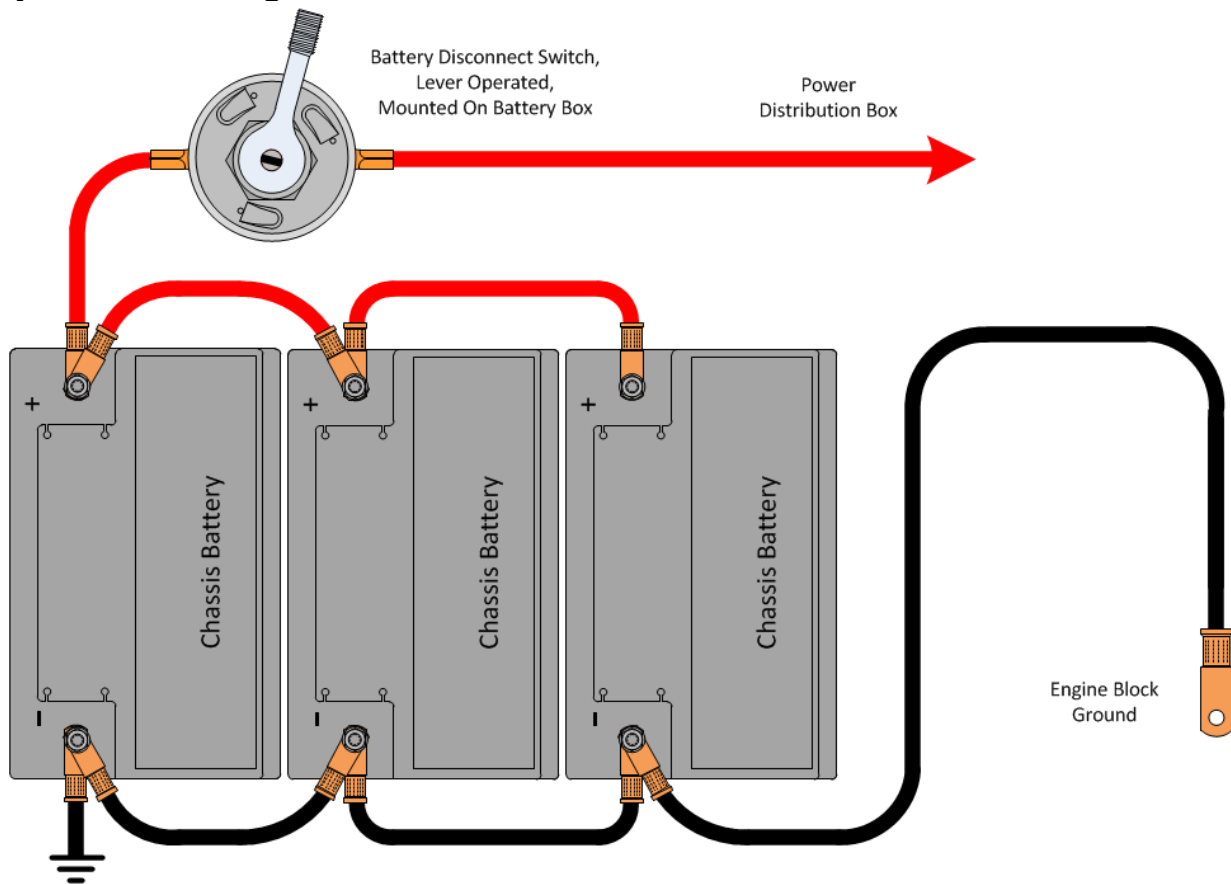 Battery Disconnect Switch,
Lever Operated,
Mounted On Battery Box
Power
Distribution Box
+
+
+
Chassis Battery
Chassis Battery
Chassis Battery
-
-
-
Engine Block
Ground